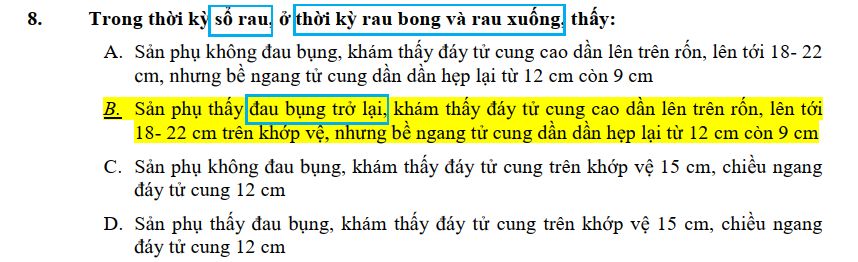 8. Trong thời kỳ sổ rau, ở thời kỳ rau bong và rau xuống, thấy:
A. Sản phụ không đau bụng, khám thấy đáy tử cung cao dần lên trên rốn, lên tới 18- 22
cm, nhưng bề ngang tử cung dần dần hẹp lại từ 12 cm còn 9 cm
B. Sản phụ thấy đau bụng trở lại, khám thấy đáy tử cung cao dần lên trên rốn, lên tới
18- 22 cm trên khớp vệ, nhưng bề ngang tử cung dần dần hẹp lại từ 12 cm còn 9 cm
C. Sản phụ không đau bụng, khám thấy đáy tử cung trên khớp vệ 15 cm, chiều ngang
đáy tử cung 12 cm
D. Sản phụ thấy đau bụng, khám thấy đáy tử cung trên khớp vệ 15 cm, chiều ngang
đáy tử cung 12 cm